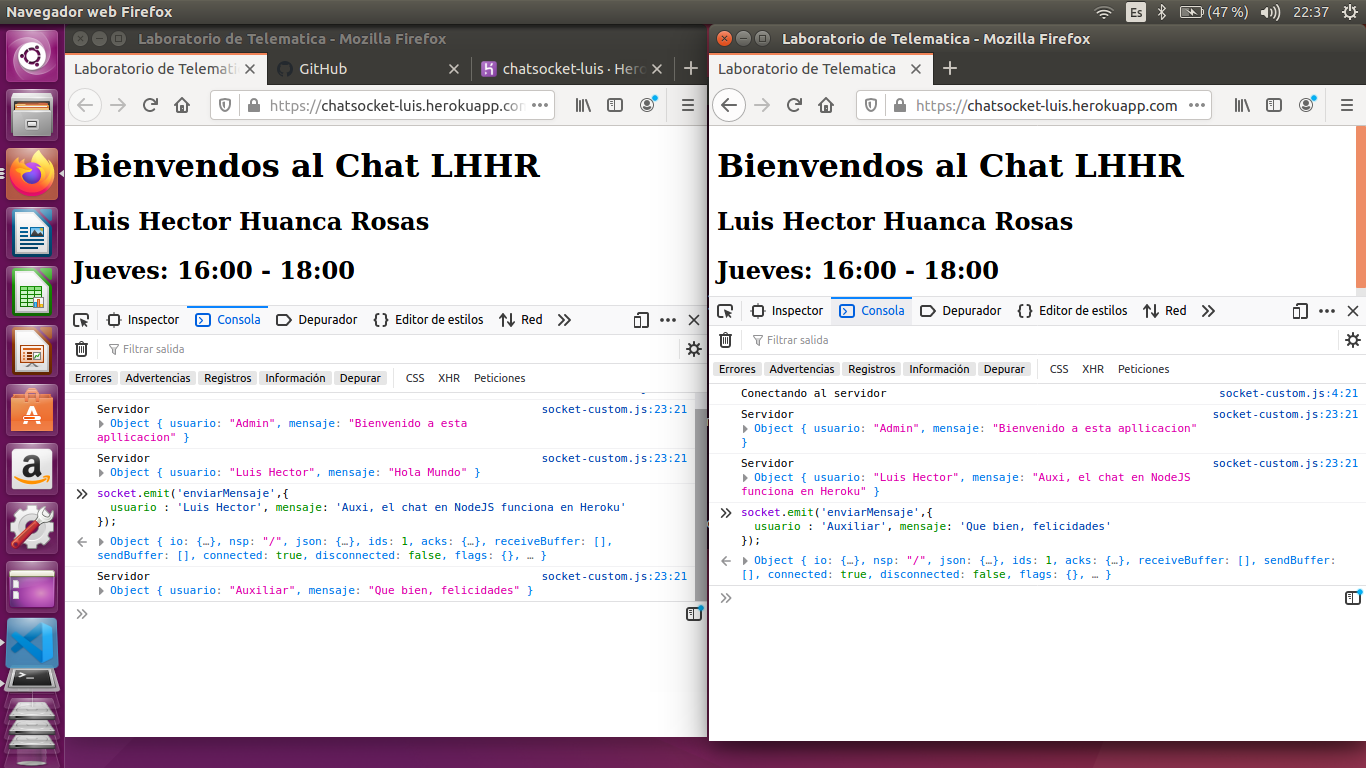 Navegador web Firefox
Es
(47 %)
22:37
Laboratorio de Telematica - Mozilla Firefox
Laboratorio de Telemati
GitHub
chatsocket-luis · Her
https://chatsocket-luis.herokuapp.con
Bienvendos al Chat LHHR
Luis Hector Huanca Rosas
Jueves: 16:00 - 18:00
Inspector
Consola
Depurador
Editor de estilos
Red
Filtrar salida
Errores
Advertencias
Registros
Información
Depurar
CSS
XHR
Peticiones
Servidor socket-custom.js:23:21
Object { usuario: "Admin", mensaje: "Bienvenido a esta
apllicacion" }
Servidor socket-custom.js:23:21
Object { usuario: "Luis Hector", mensaje: "Hola Mundo" }
socket.emit('enviarMensaje',{
usuario : 'Luis Hector', mensaje: 'Auxi, el chat en NodeJS funciona en Heroku'
});
Object { io: {…}, nsp: "/", json: {…}, ids: 1, acks: {…}, receiveBuffer: [],
sendBuffer: [], connected: true, disconnected: false, flags: {}, … }
Servidor socket-custom.js:23:21
Object { usuario: "Auxiliar", mensaje: "Que bien, felicidades" }
Laboratorio de Telematica - Mozilla Firefox
Laboratorio de Telematica
https://chatsocket-luis.herokuapp.com
Bienvendos al Chat LHHR
Luis Hector Huanca Rosas
Jueves: 16:00 - 18:00
Inspector
Consola
Depurador
Editor de estilos
Red
Filtrar salida
Errores
Advertencias
Registros
Información
Depurar
CSS
XHR
Peticiones
Conectando al servidor socket-custom.js:4:21
Servidor socket-custom.js:23:21
Object { usuario: "Admin", mensaje: "Bienvenido a esta apllicacion"
}
Servidor socket-custom.js:23:21
Object { usuario: "Luis Hector", mensaje: "Auxi, el chat en NodeJS
funciona en Heroku" }
socket.emit('enviarMensaje',{
usuario : 'Auxiliar', mensaje: 'Que bien, felicidades'
});
Object { io: {…}, nsp: "/", json: {…}, ids: 1, acks: {…}, receiveBuffer: [], sendBuffer:
[], connected: true, disconnected: false, flags: {}, … }